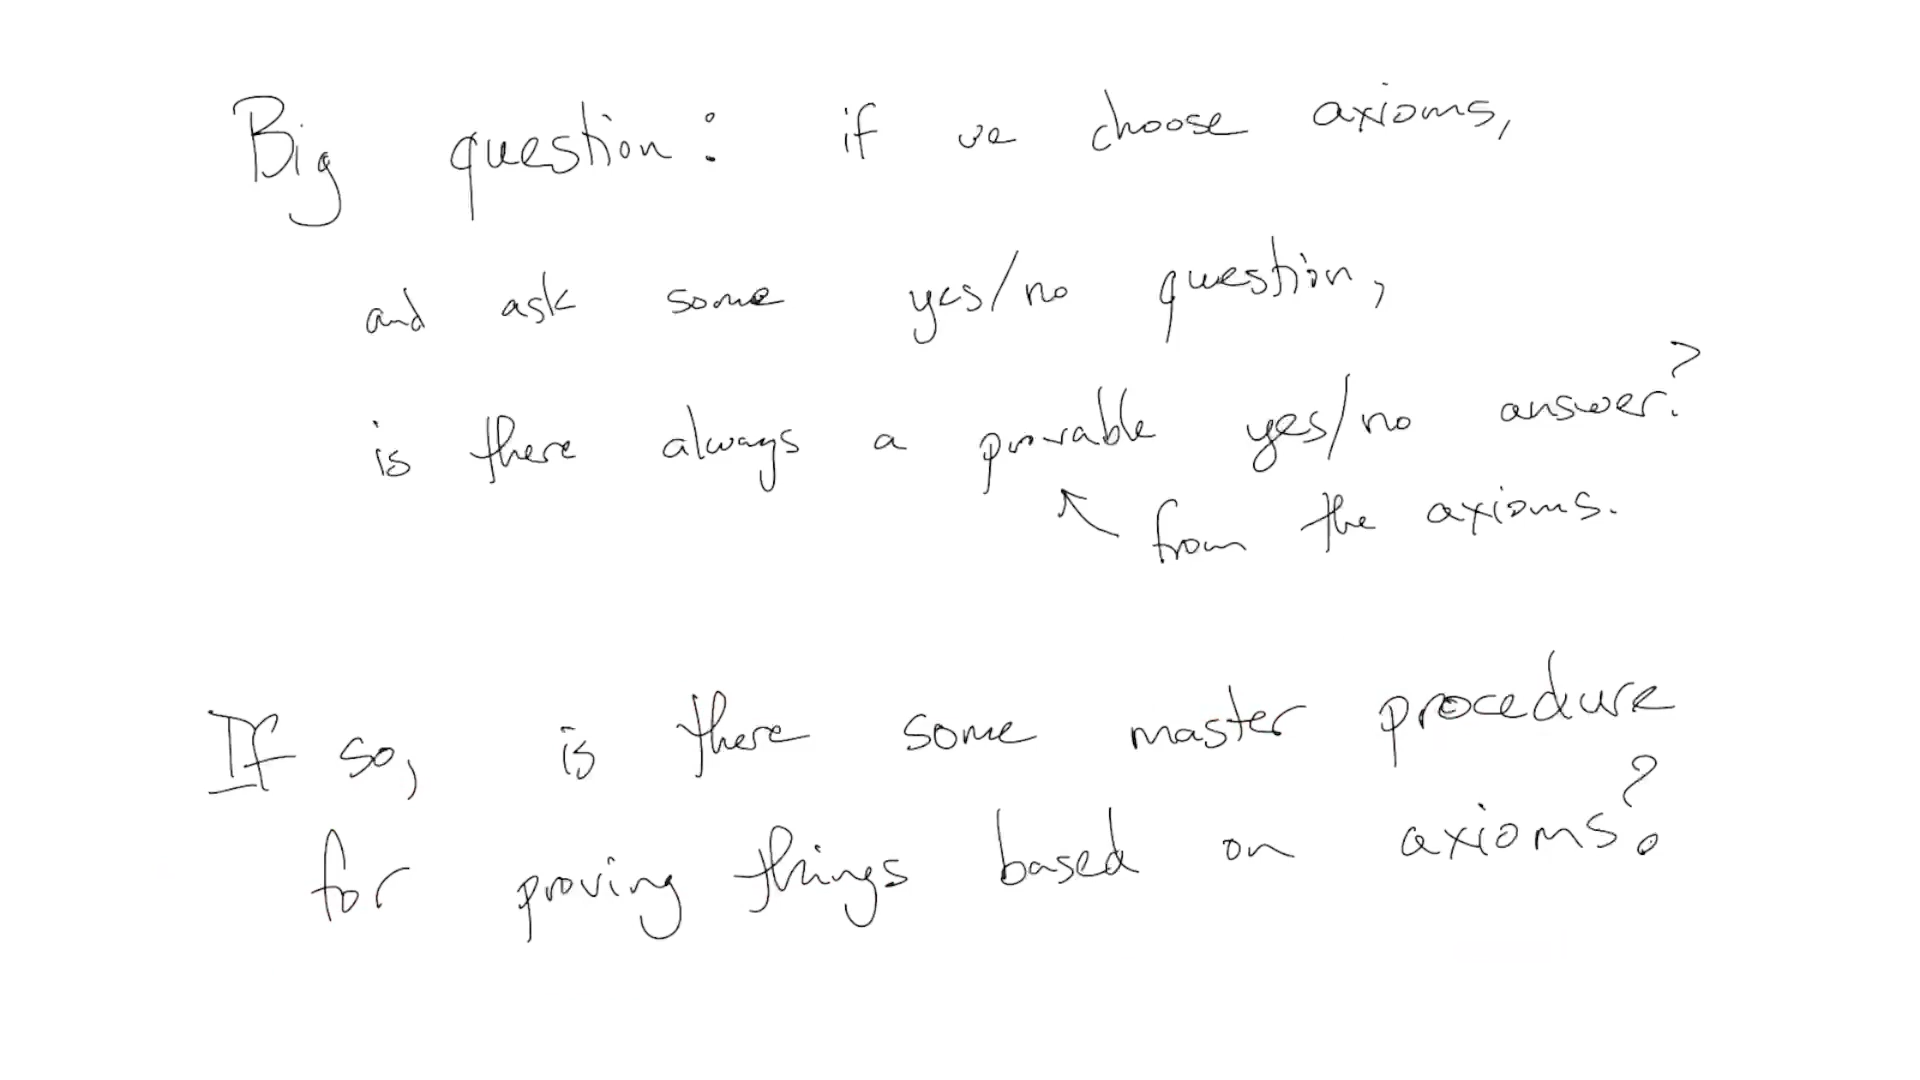 Big question: if we choose axioms,
and ask some yes/no question,
is there always a provable yes/no answer?
from the axioms.
If so, is there some master procedure
for proving things based on axioms?